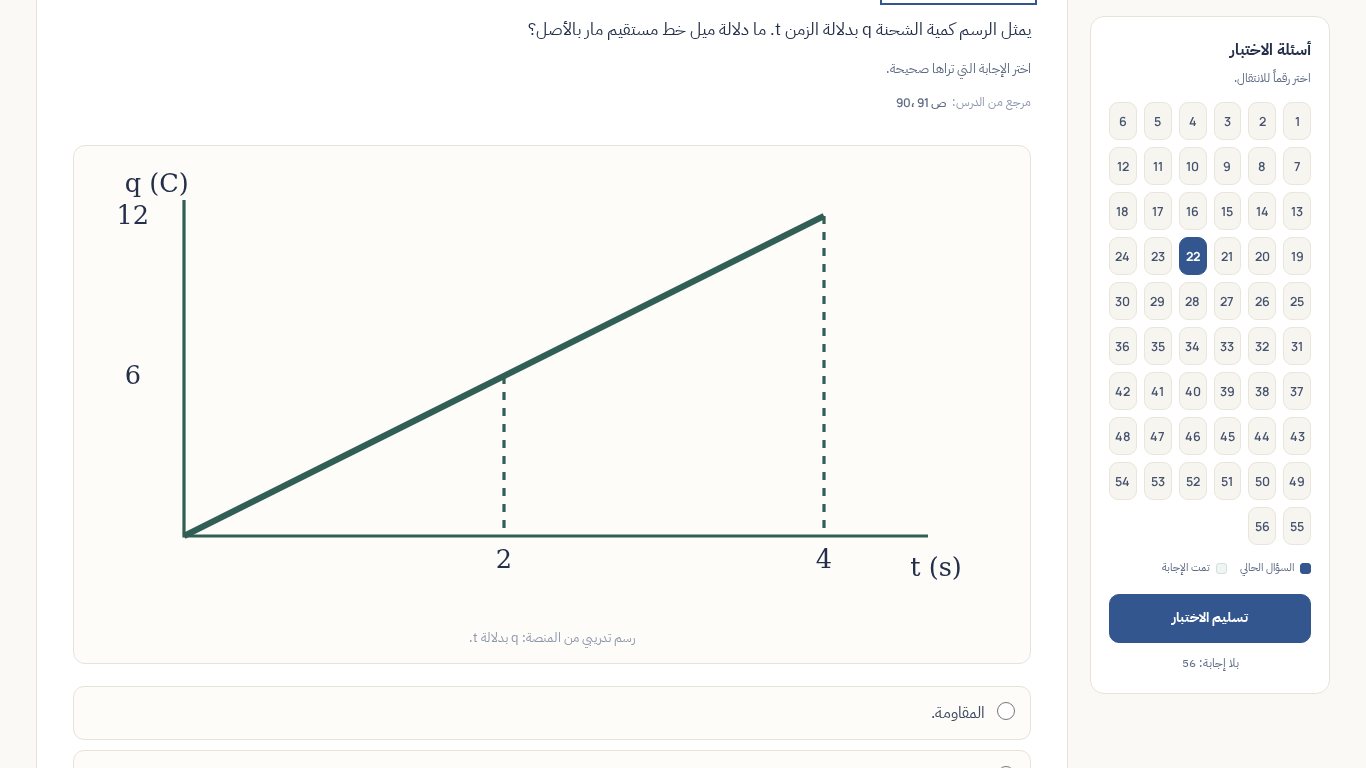 يمثل الرسم كمية الشحنة q بدلالة الزمن t. ما دلالة ميل خط مستقيم مار بالأصل؟
اختر الإجابة التي تراها صحيحة.
مرجع من الدرس: ص 91 ،90
q (C)
12
6
2
4
t (s)
رسم تدريبي من المنصة: q بدلالة t.
المقاومة.
أسئلة الاختبار
اختر رقماً للانتقال.
1 2 3 4 5 6
7 8 9 10 11 12
13 14 15 16 17 18
19 20 21 22 23 24
25 26 27 28 29 30
31 32 33 34 35 36
37 38 39 40 41 42
43 44 45 46 47 48
49 50 51 52 53 54
55 56
السؤال الحالي تمت الإجابة
تسليم الاختبار
بلا إجابة: 56